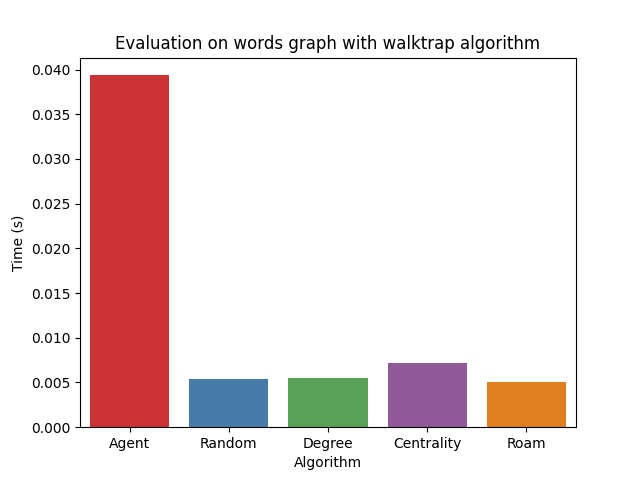 Evaluation on words graph with walktrap algorithm
0.040
0.035
0.030
0.025
0.020
0.015
0.010
0.005
0.000
Time (s)
Agent Random Degree Centrality Roam
Algorithm